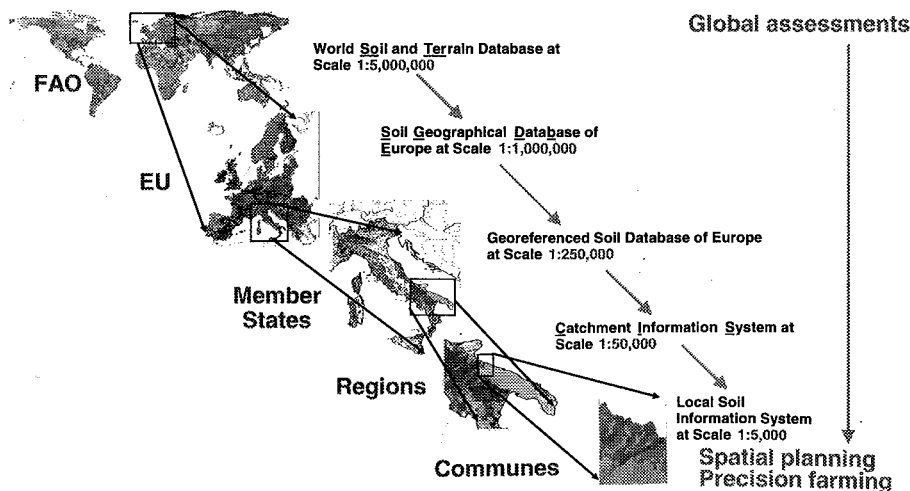 Global assessments
World Soil and Terrain Database at
Scale 1:5,000,000
FAO
Soil Geographical Database of
Europe at Scale 1:1,000,000
EU
Georeferenced Soil Database of Europe
at Scale 1:250,000
Member
States
Catchment Information System at
Scale 1:50,000
Regions
Local Soil
Information System
at Scale 1:5,000
Communes
Spatial planning
Precision farming